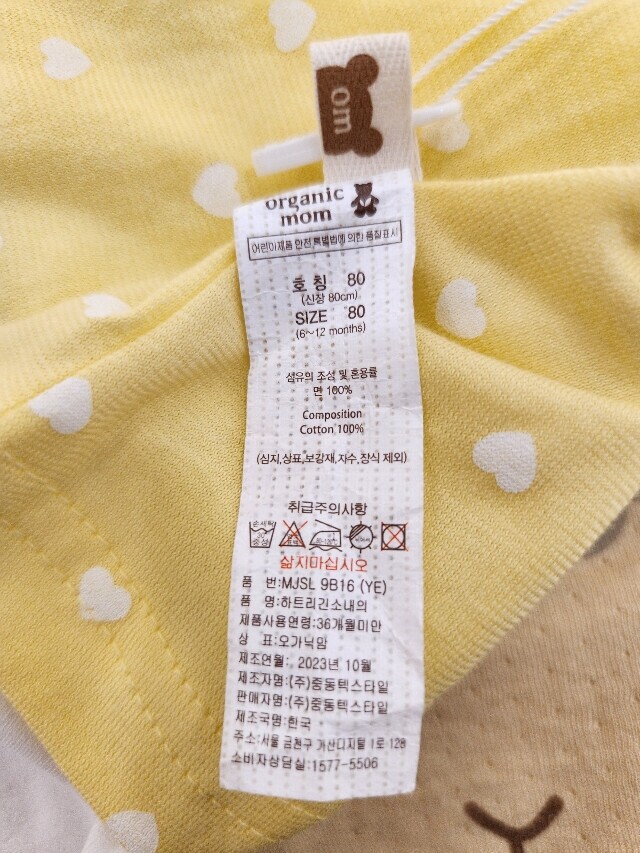 om
organic
mom
어린이제품 안전 특별법에 의한 품질표시
호 칭 80
(신장 80cm)
SIZE 80
(6~12 months)
섬유의 조성 및 혼용률
면 100%
Composition
Cotton 100%
(심지,상표,보강재,자수,장식 제외)
취급주의사항
손세탁
30℃
중성
삶지마십시오
품 번:MJSL 9B16 (YE)
품 명:하트리긴소내의
제품사용연령:36개월미만
상 표:오가닉맘
제조연월: 2023년 10월
제조자명:(주)중동텍스타일
판매자명:(주)중동텍스타일
제조국명:한국
주소:서울 금천구 가산디지털 1로 128
소비자상담실:1577-5506